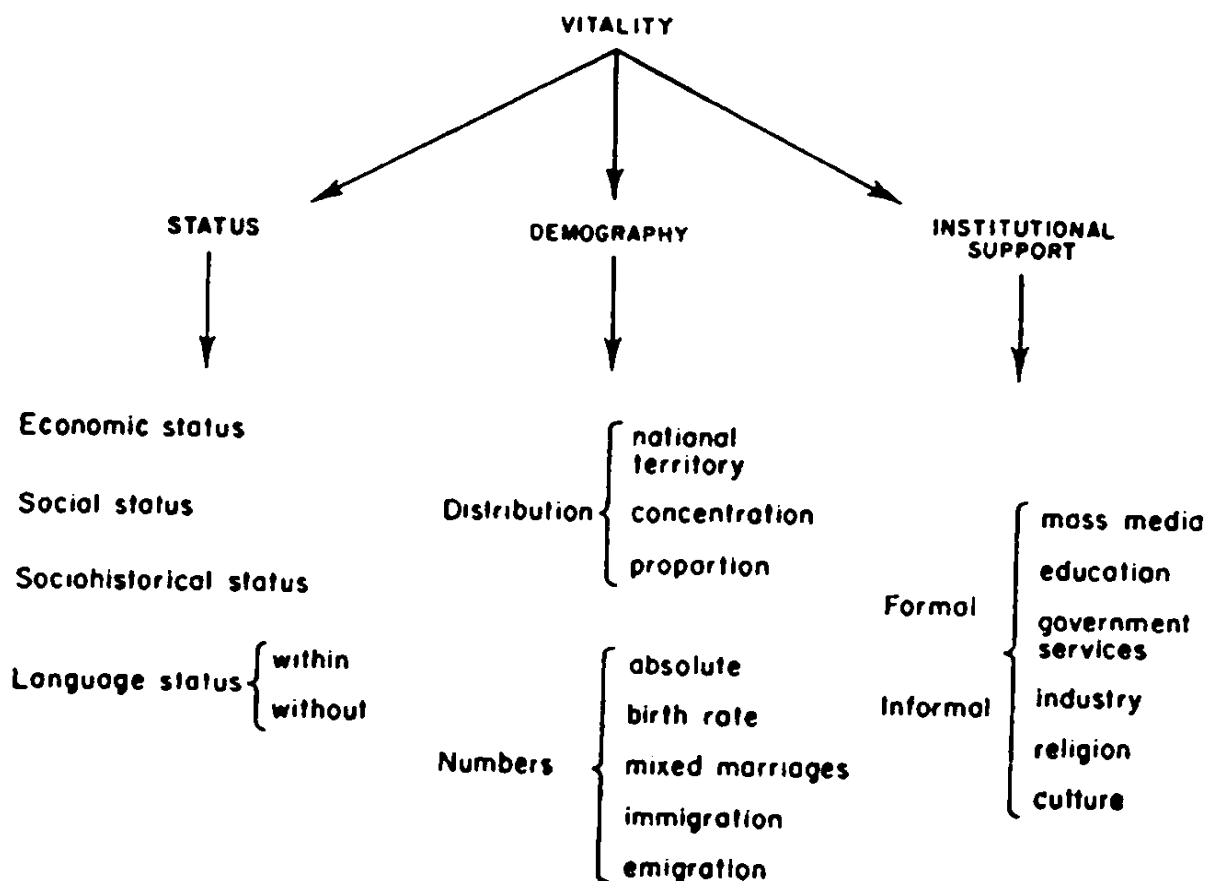 VITALITY
STATUS
DEMOGRAPHY
INSTITUTIONAL
SUPPORT
Economic status
Social status
Sociohistorical status
Language status
within
without
Distribution
national
territory
concentration
proportion
Numbers
absolute
birth rate
mixed marriages
immigration
emigration
Formal
Informal
mass media
education
government
services
industry
religion
culture